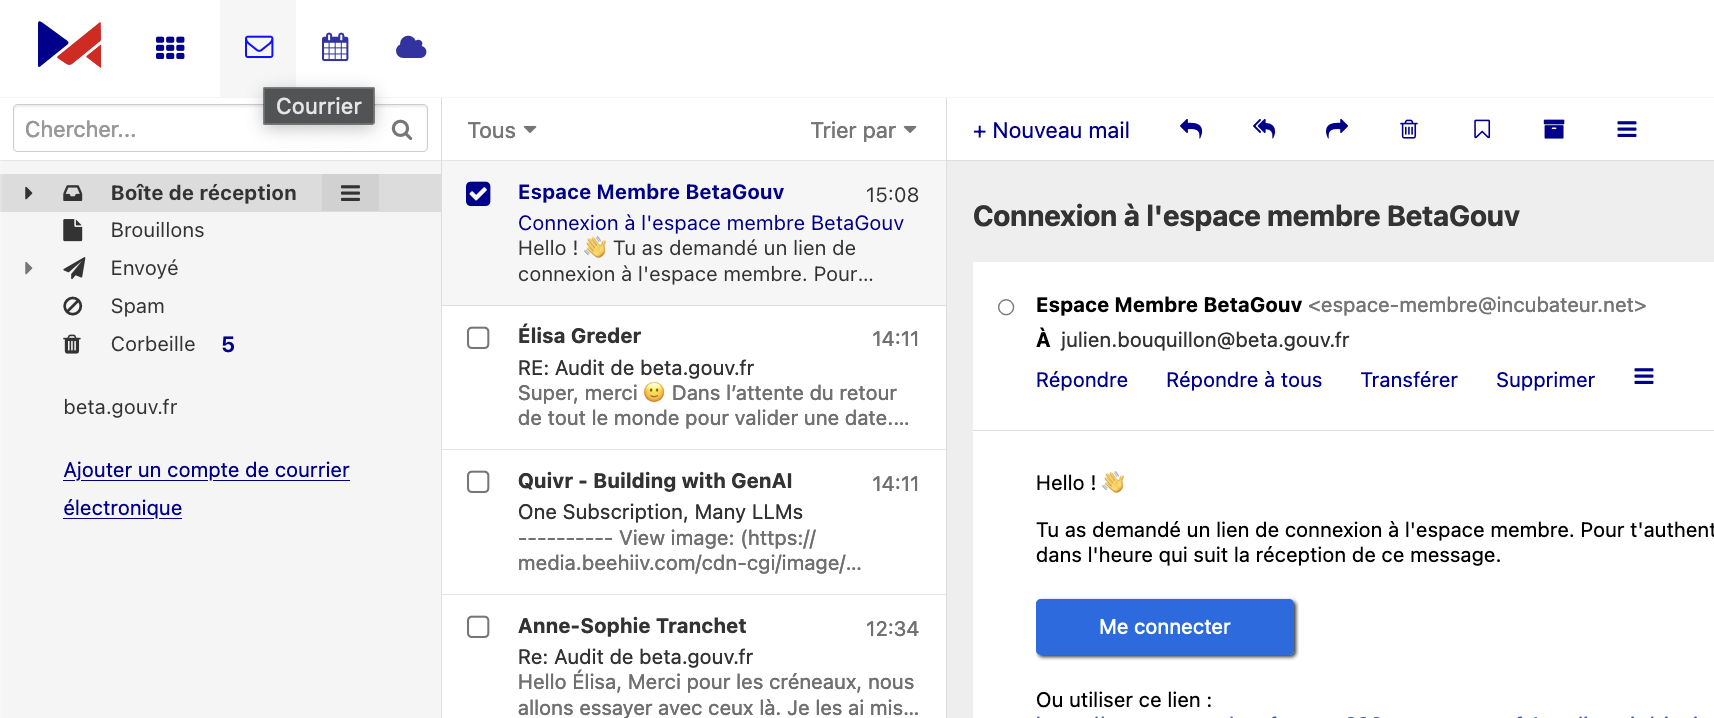 Courrier
Chercher...
Boîte de réception
Brouillons
Envoyé
Spam
Corbeille 5
beta.gouv.fr
Ajouter un compte de courrier
électronique
Tous
Trier par
Espace Membre BetaGouv 15:08
Connexion à l'espace membre BetaGouv
Hello ! 👋 Tu as demandé un lien de
connexion à l'espace membre. Pour...
Élisa Greder 14:11
RE: Audit de beta.gouv.fr
Super, merci 🙂 Dans l’attente du retour
de tout le monde pour valider une date....
Quivr - Building with GenAI 14:11
One Subscription, Many LLMs
---------- View image: (https://
media.beehiiv.com/cdn-cgi/image/...
Anne-Sophie Tranchet 12:34
Re: Audit de beta.gouv.fr
Hello Élisa, Merci pour les créneaux, nous
allons essayer avec ceux là. Je les ai mis...
+ Nouveau mail
Connexion à l'espace membre BetaGouv
Espace Membre BetaGouv <espace-membre@incubateur.net>
À julien.bouquillon@beta.gouv.fr
Répondre Répondre à tous Transférer Supprimer
Hello ! 👋
Tu as demandé un lien de connexion à l'espace membre. Pour t'authent
dans l'heure qui suit la réception de ce message.
Me connecter
Ou utiliser ce lien :